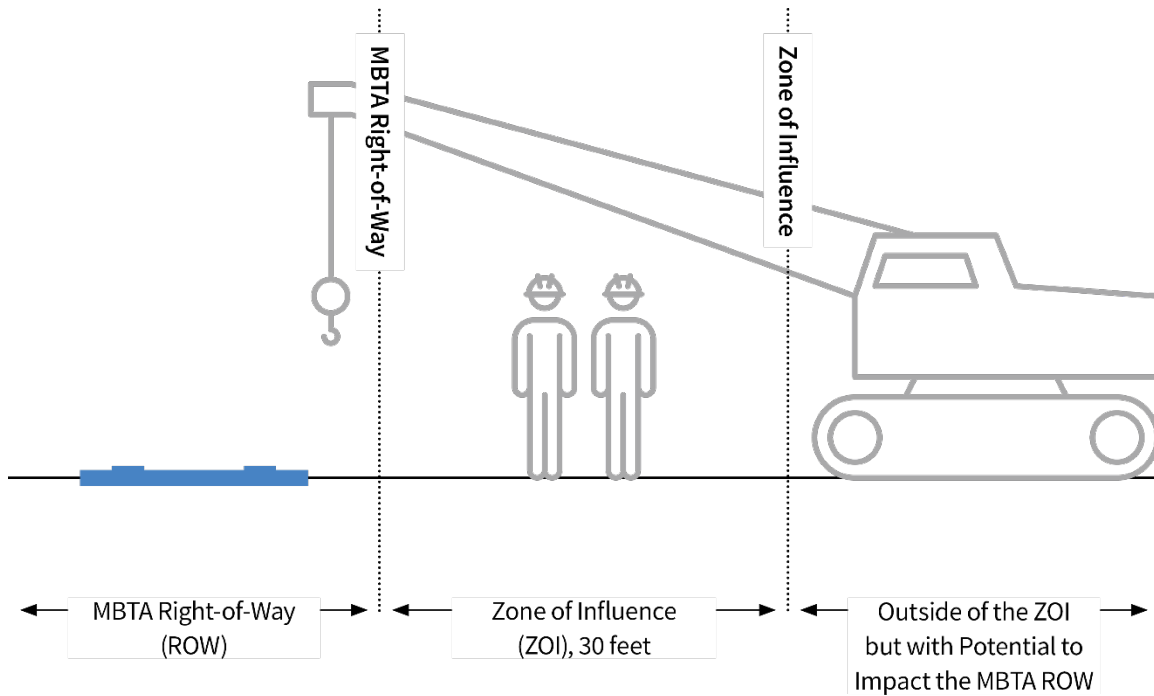 MBTA Right-of-Way
Zone of Influence
MBTA Right-of-Way
(ROW)
Zone of Influence
(ZOI), 30 feet
Outside of the ZOI
but with Potential to
Impact the MBTA ROW